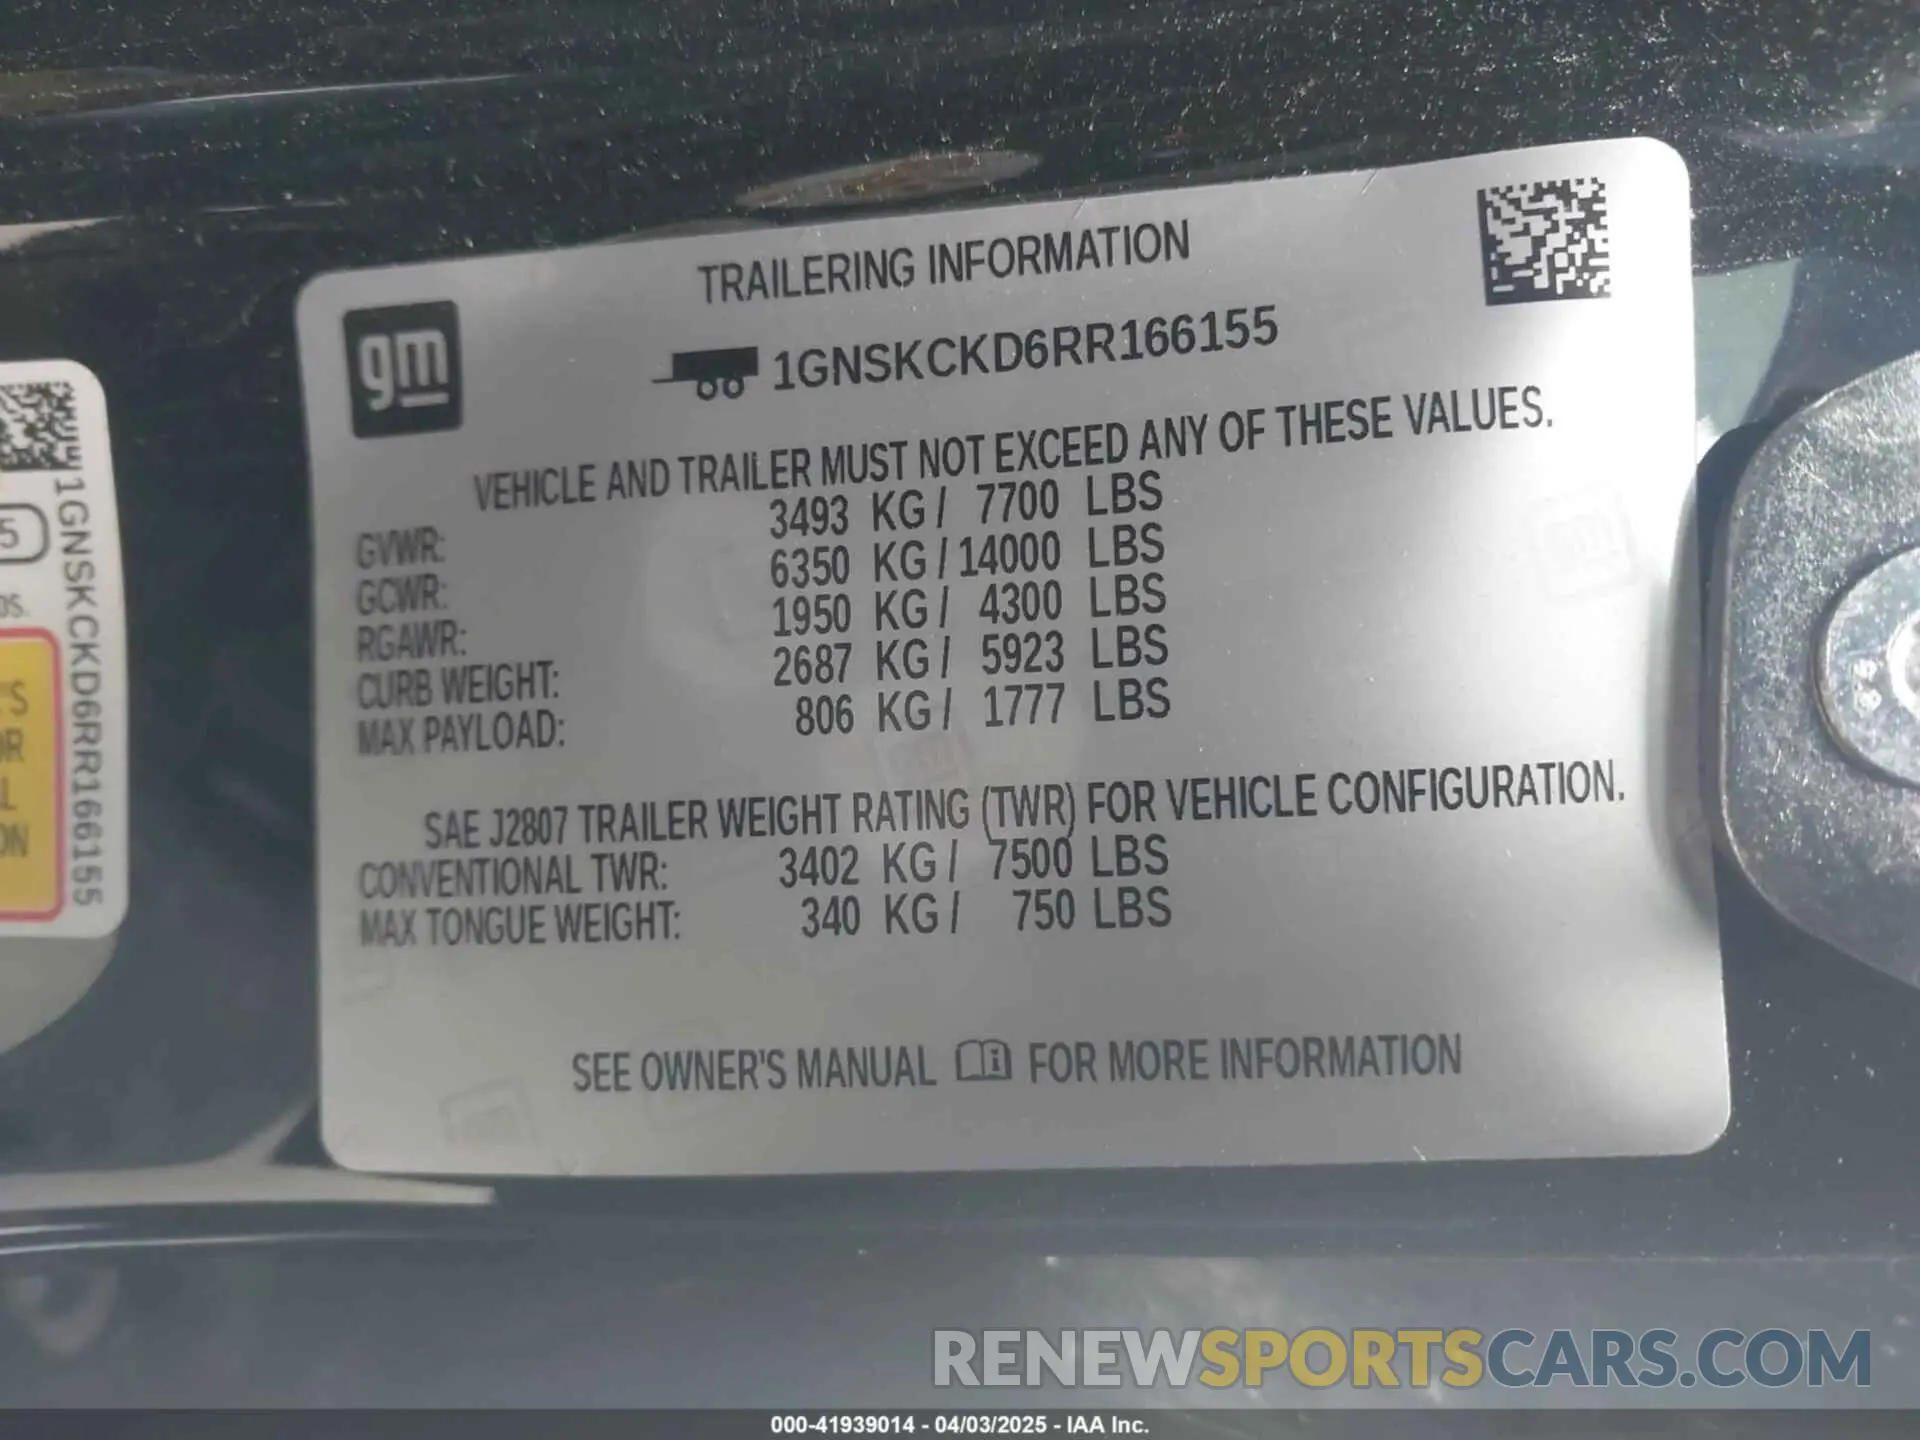 TRAILERING INFORMATION
gm
1GNSKCKD6RR166155
VEHICLE AND TRAILER MUST NOT EXCEED ANY OF THESE VALUES.
GVWR: 3493 KG/ 7700 LBS
GCWR: 6350 KG/14000 LBS
RGAWR: 1950 KG/ 4300 LBS
CURB WEIGHT: 2687 KG/ 5923 LBS
MAX PAYLOAD: 806 KG/ 1777 LBS
SAE J2807 TRAILER WEIGHT RATING (TWR) FOR VEHICLE CONFIGURATION.
CONVENTIONAL TWR: 3402 KG/ 7500 LBS
MAX TONGUE WEIGHT: 340 KG/ 750 LBS
SEE OWNER'S MANUAL FOR MORE INFORMATION
1GNSKCKD6RR166155
5
RENEWSPORTSCARS.COM
000-41939014 - 04/03/2025 - IAA Inc.